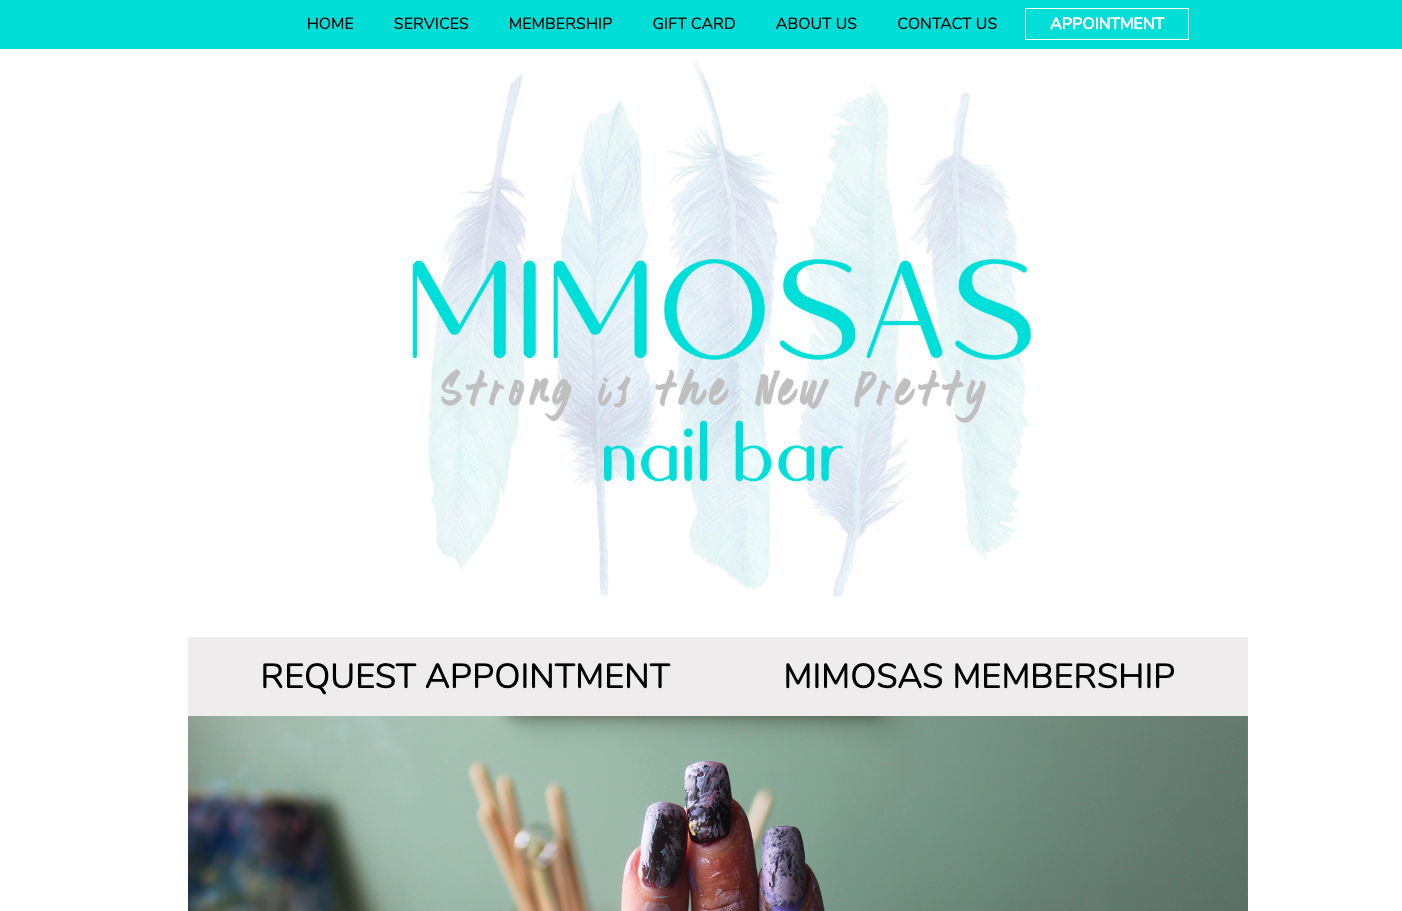 HOME SERVICES MEMBERSHIP GIFT CARD ABOUT US CONTACT US APPOINTMENT
MIMOSAS
Strong is the New Pretty
nail bar
REQUEST APPOINTMENT MIMOSAS MEMBERSHIP